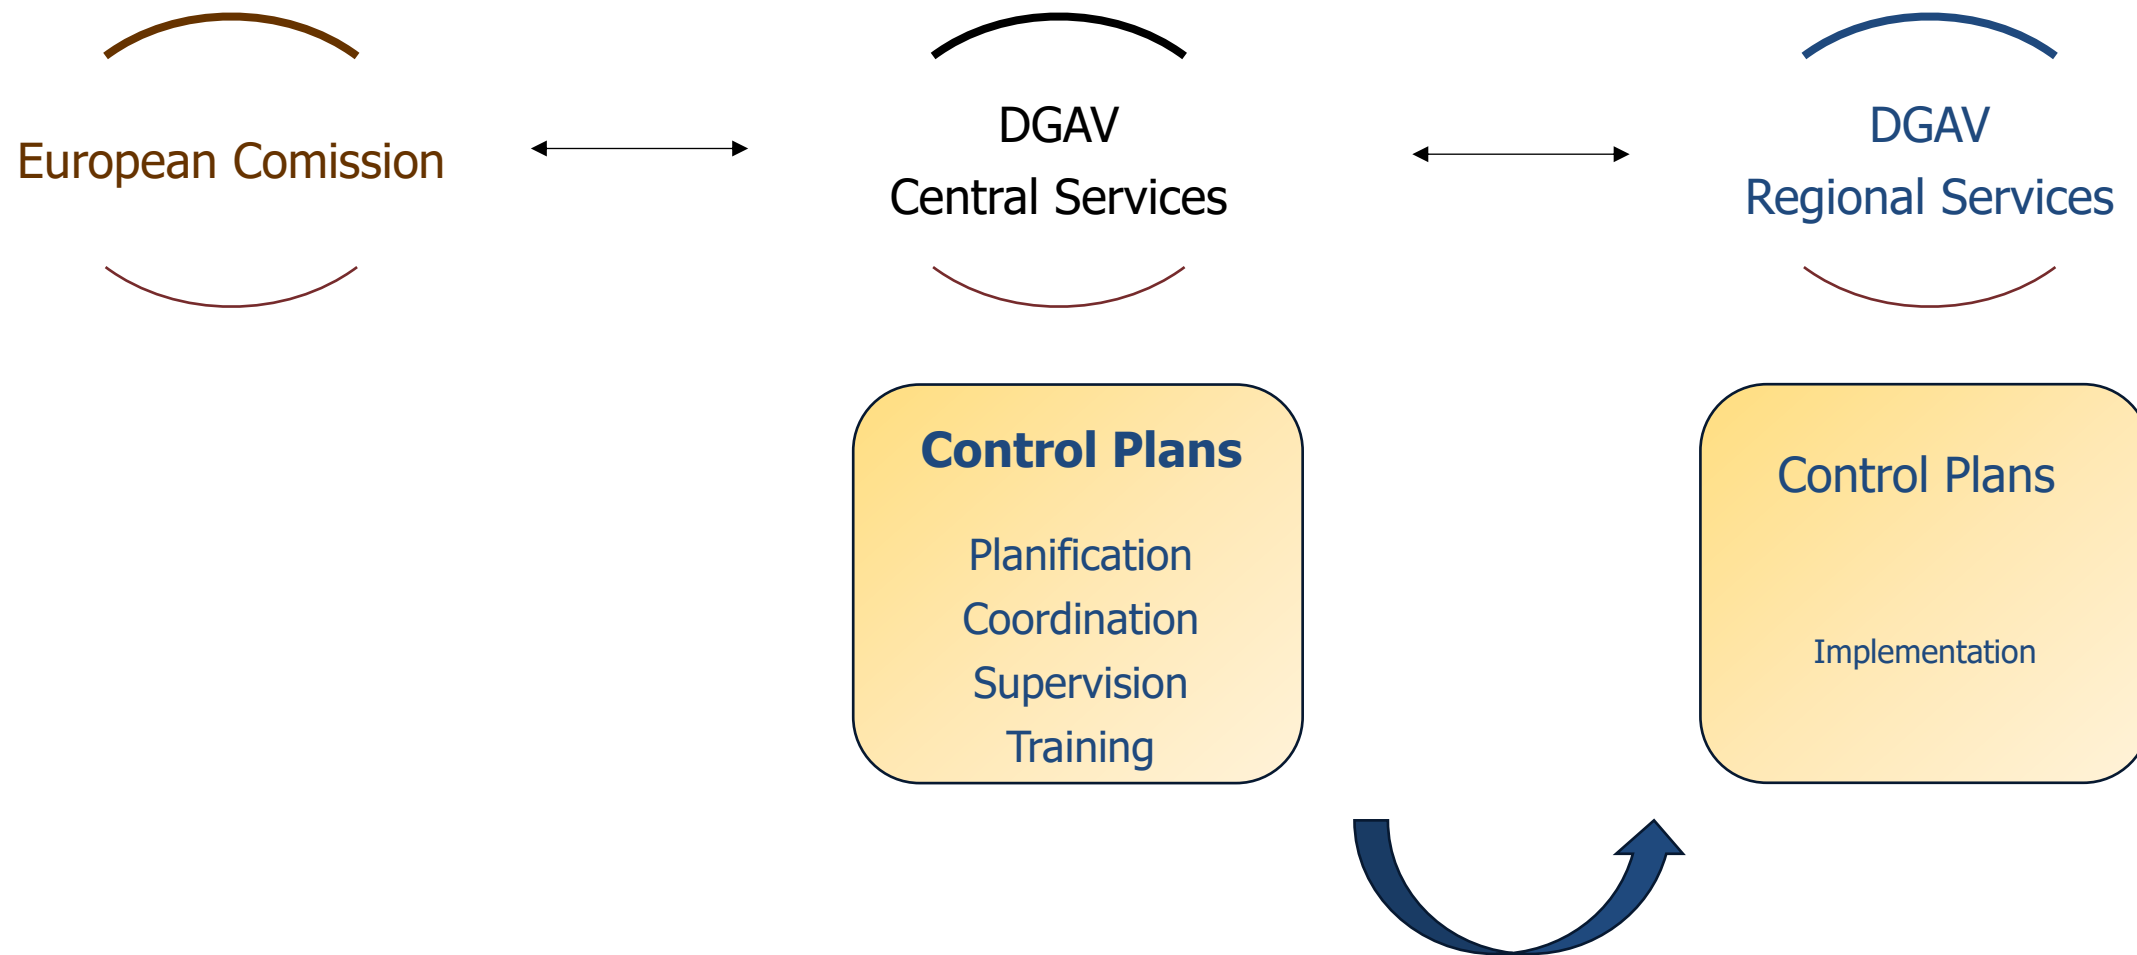 European Comission
DGAV
Central Services
DGAV
Regional Services
Control Plans
Planification
Coordination
Supervision
Training
Control Plans
Implementation